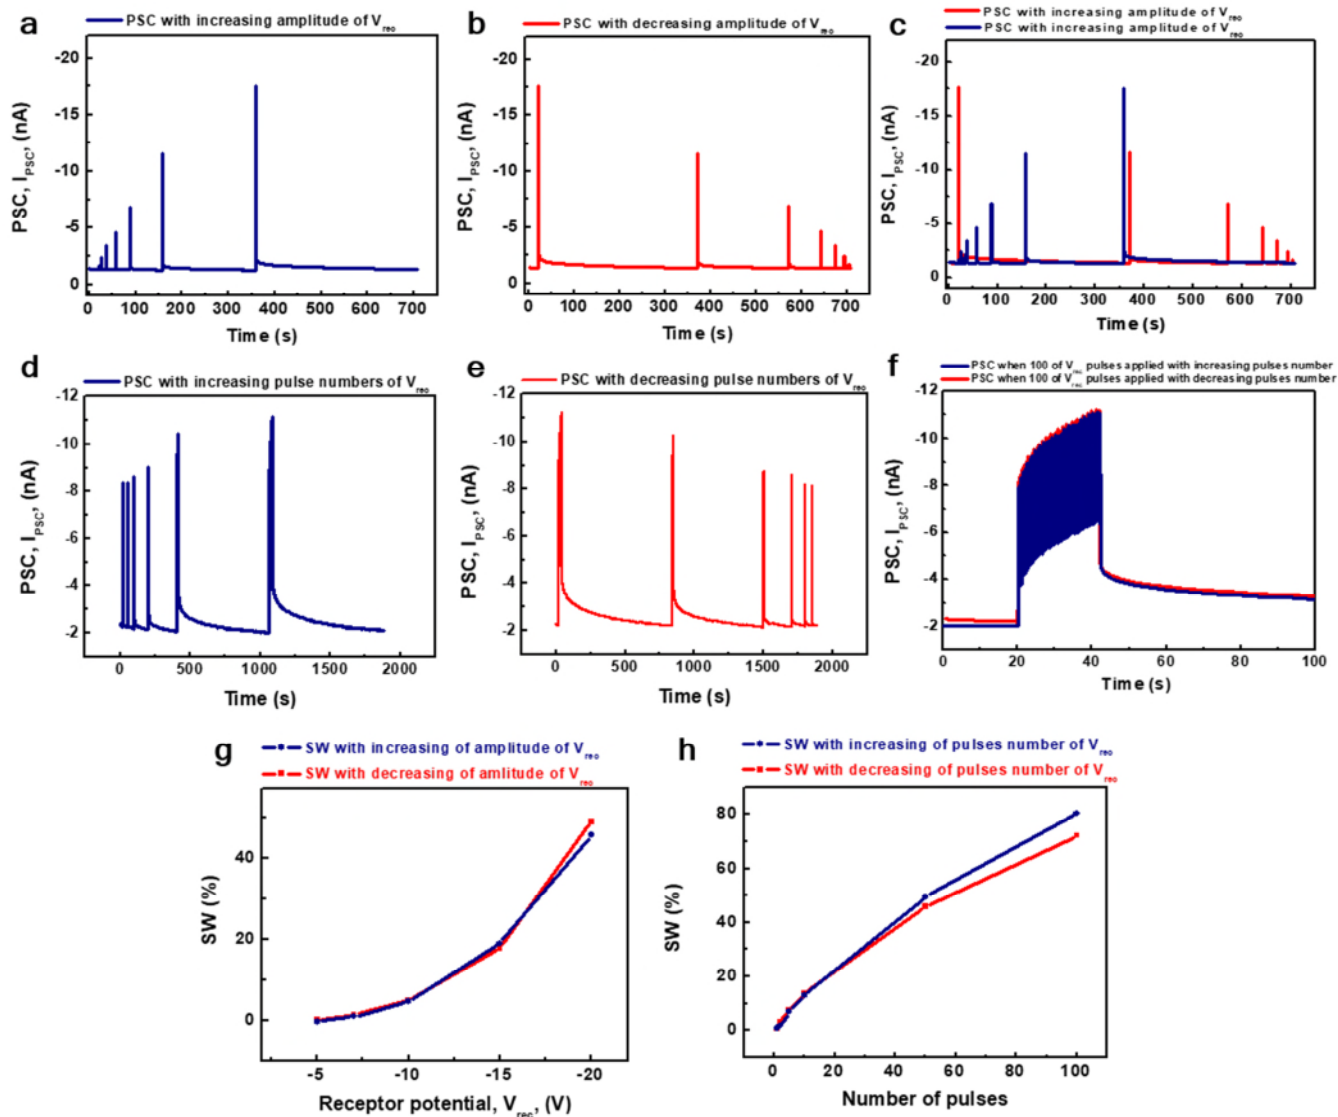 a
PSC with increasing amplitude of Vreo
-20
-15
-10
-5
0
PSC, IPSC, (nA)
0 100 200 300 400 500 600 700
Time (s)
b
PSC with decreasing amplitude of Vreo
-20
-15
-10
-5
0
PSC, IPSC, (nA)
0 100 200 300 400 500 600 700
Time (s)
c
PSC with increasing amplitude of Vreo
PSC with increasing amplitude of Vreo
-20
-15
-10
-5
0
PSC, IPSC, (nA)
0 100 200 300 400 500 600 700
Time (s)
d
PSC with increasing pulse numbers of Vreo
-12
-10
-8
-6
-4
-2
PSC, IPSC, (nA)
0 500 1000 1500 2000
Time (s)
e
PSC with decreasing pulse numbers of Vreo
-12
-10
-8
-6
-4
-2
PSC, IPSC, (nA)
0 500 1000 1500 2000
Time (s)
f
PSC when 100 of Vreo pulses applied with increasing pulses number
PSC when 100 of Vreo pulses applied with decreasing pulses number
-12
-10
-8
-6
-4
-2
PSC, IPSC, (nA)
0 20 40 60 80 100
Time (s)
g
SW with increasing of amplitude of Vreo
SW with decreasing of amlitude of Vreo
40
20
0
SW (%)
-5 -10 -15 -20
Receptor potential, Vrec, (V)
h
SW with increasing of pulses number of Vreo
SW with decreasing of pulses number of Vreo
80
60
40
20
0
SW (%)
0 20 40 60 80 100
Number of pulses